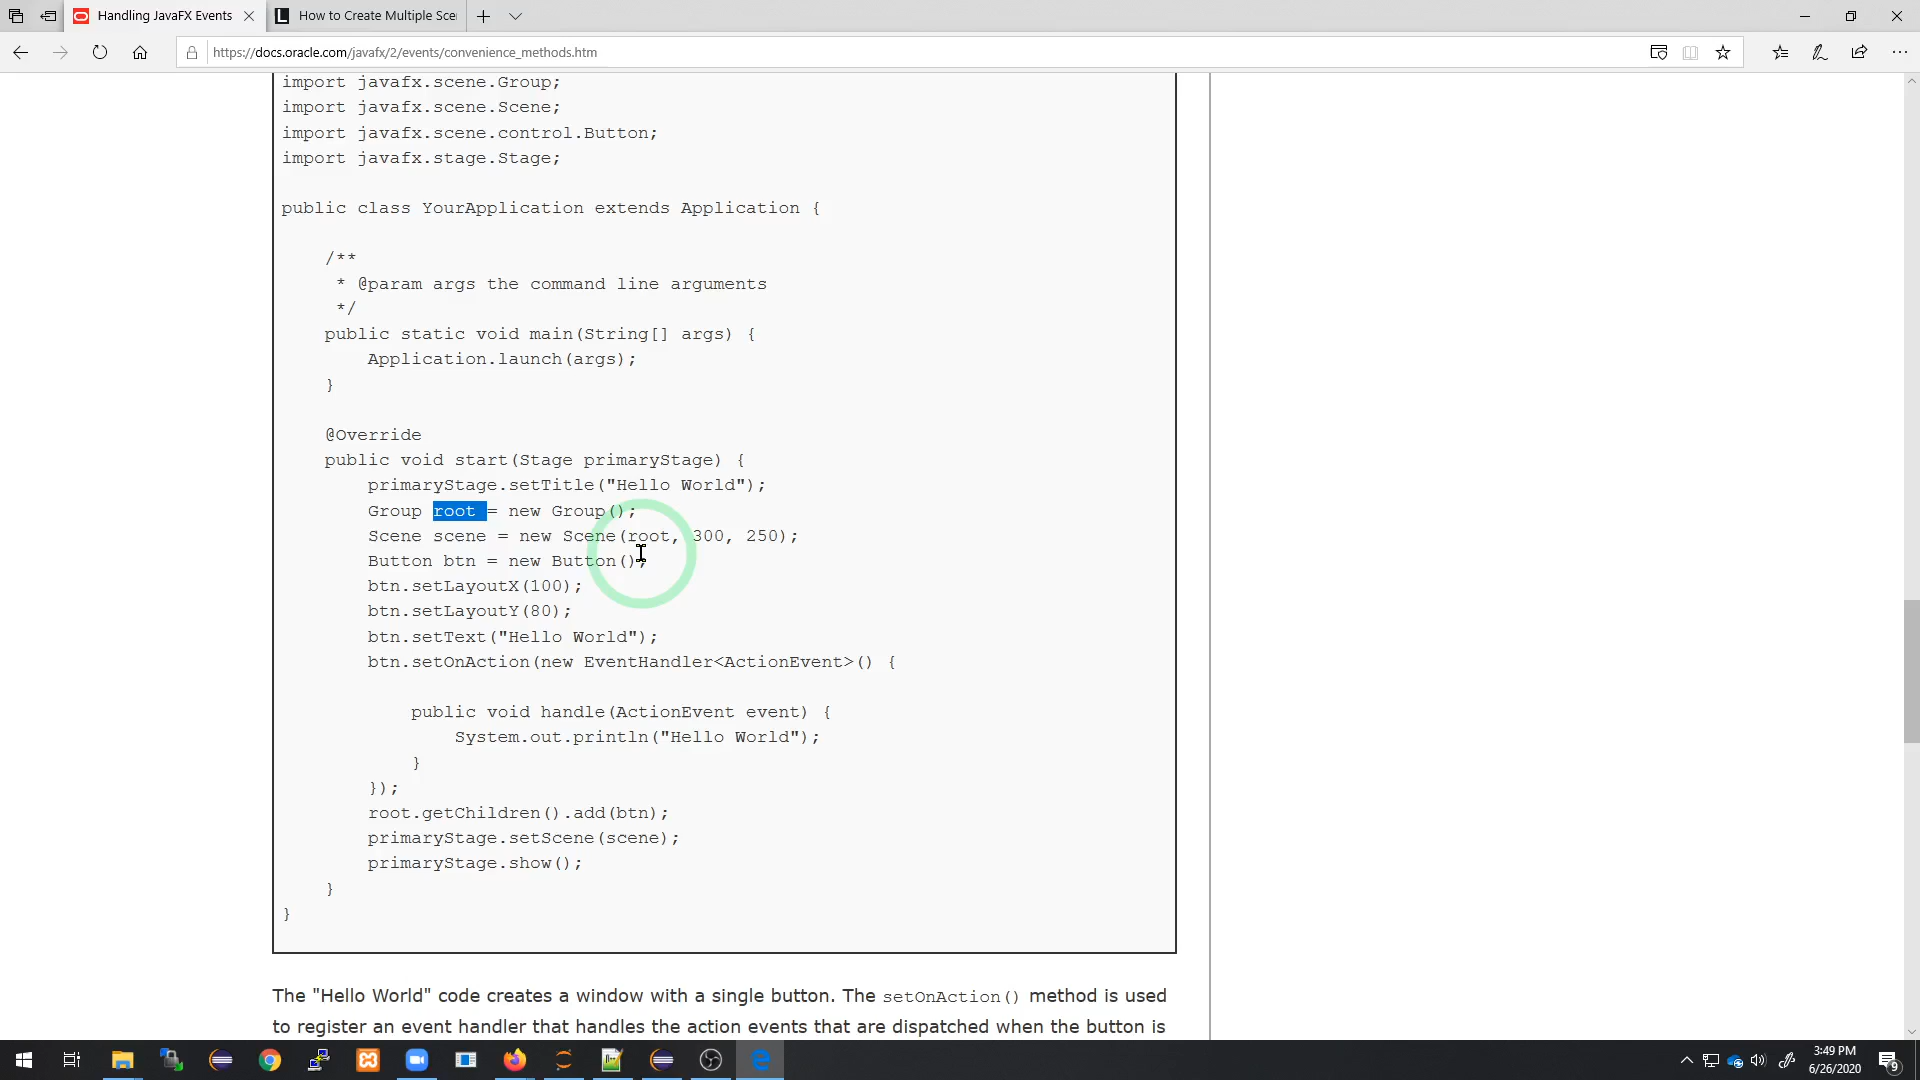 Handling JavaFX Events
How to Create Multiple Sce
https://docs.oracle.com/javafx/2/events/convenience_methods.htm
import javafx.scene.Group;
import javafx.scene.Scene;
import javafx.scene.control.Button;
import javafx.stage.Stage;
public class YourApplication extends Application {
/**
* @param args the command line arguments
*/
public static void main(String[] args) {
Application.launch(args);
}
@Override
public void start(Stage primaryStage) {
primaryStage.setTitle("Hello World");
Group root = new Group();
Scene scene = new Scene(root, 300, 250);
Button btn = new Button();
btn.setLayoutX(100);
btn.setLayoutY(80);
btn.setText("Hello World");
btn.setOnAction(new EventHandler<ActionEvent>() {
public void handle(ActionEvent event) {
System.out.println("Hello World");
}
});
root.getChildren().add(btn);
primaryStage.setScene(scene);
primaryStage.show();
}
}
The "Hello World" code creates a window with a single button. The setOnAction() method is used
to register an event handler that handles the action events that are dispatched when the button is
3:49 PM
6/26/2020
9